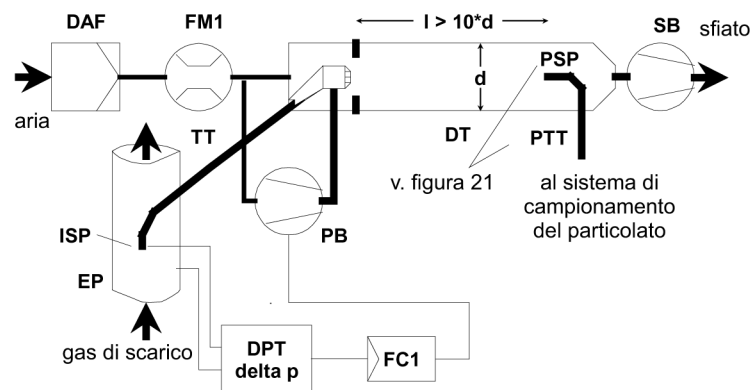 DAF
FM1
l > 10*d
SB
sfiato
d
PSP
aria
TT
DT
PTT
v. figura 21
al sistema di
campionamento
del particolato
ISP
PB
EP
gas di scarico
DPT
delta p
FC1